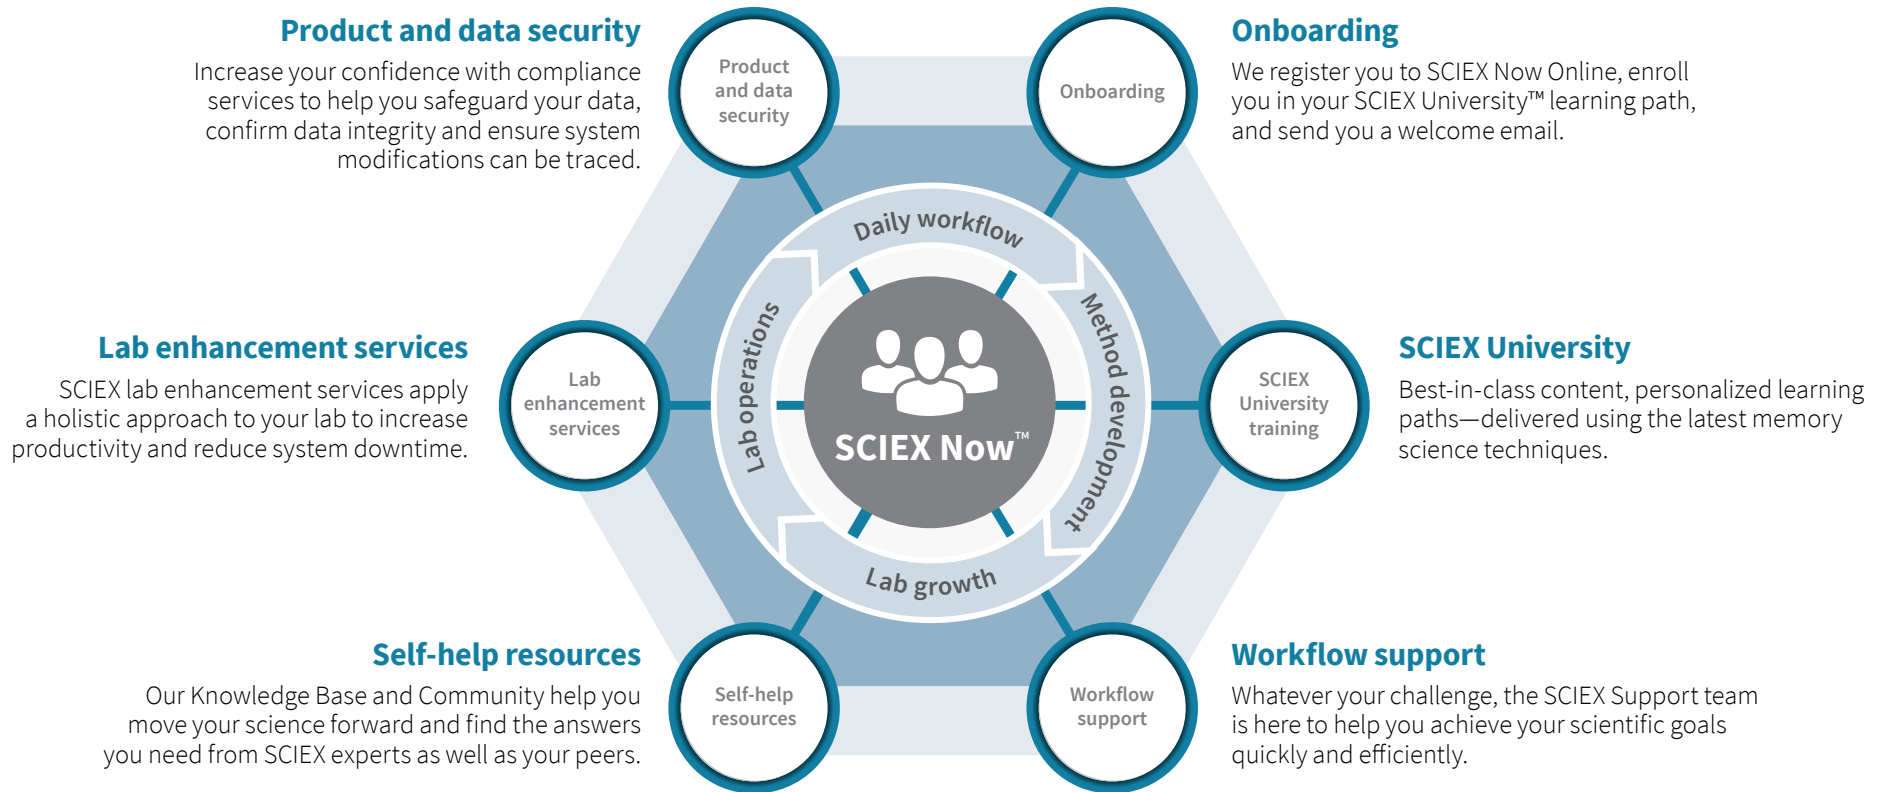 Product and data security
Increase your confidence with compliance
services to help you safeguard your data,
confirm data integrity and ensure system
modifications can be traced.
Product
and data
security
Onboarding
Onboarding
We register you to SCIEX Now Online, enroll
you in your SCIEX University™ learning path,
and send you a welcome email.
Daily workflow
Method development
Lab growth
Lab operations
SCIEX Now™
Lab enhancement services
SCIEX lab enhancement services apply
a holistic approach to your lab to increase
productivity and reduce system downtime.
Lab
enhancement
services
SCIEX
University
training
SCIEX University
Best-in-class content, personalized learning
paths—delivered using the latest memory
science techniques.
Self-help resources
Our Knowledge Base and Community help you
move your science forward and find the answers
you need from SCIEX experts as well as your peers.
Self-help
resources
Workflow
support
Workflow support
Whatever your challenge, the SCIEX Support team
is here to help you achieve your scientific goals
quickly and efficiently.